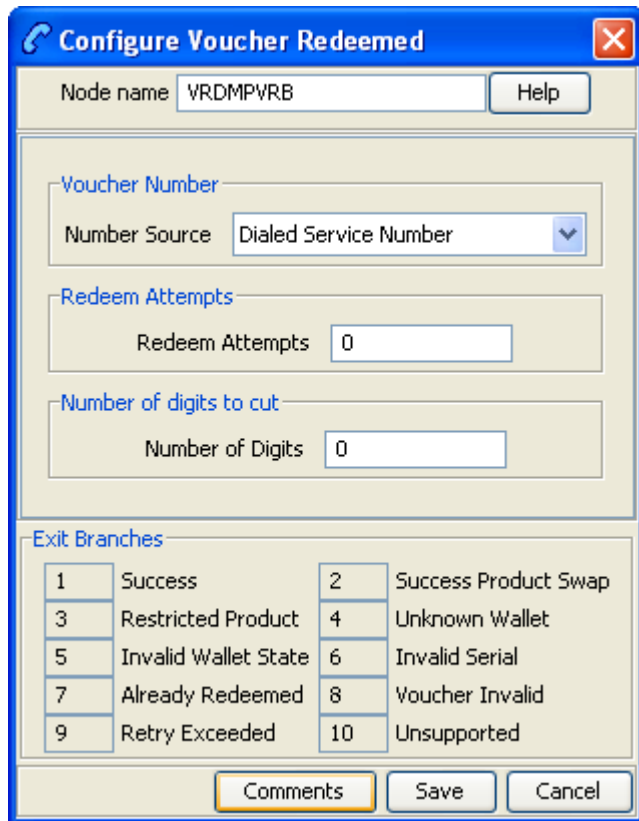 Configure Voucher Redeemed
Node name VRDMPVRB Help
Voucher Number
Number Source Dialed Service Number
Redeem Attempts
Redeem Attempts 0
Number of digits to cut
Number of Digits 0
Exit Branches
1 Success 2 Success Product Swap
3 Restricted Product 4 Unknown Wallet
5 Invalid Wallet State 6 Invalid Serial
7 Already Redeemed 8 Voucher Invalid
9 Retry Exceeded 10 Unsupported
Comments Save Cancel